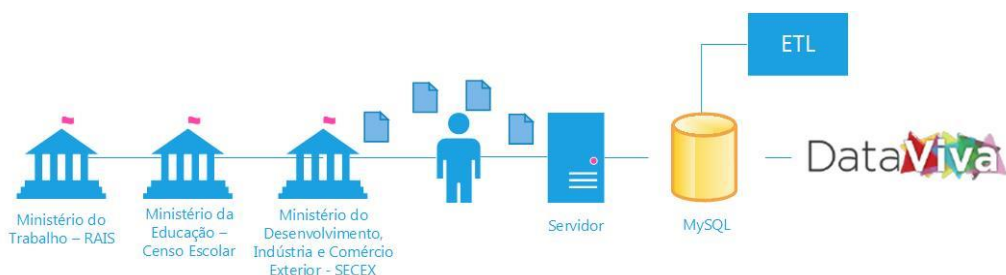 ETL
DataViva
Ministério do
Trabalho – RAIS
Ministério da
Educação –
Censo Escolar
Ministério do
Desenvolvimento,
Indústria e Comércio
Exterior - SECEX
Servidor
MySQL